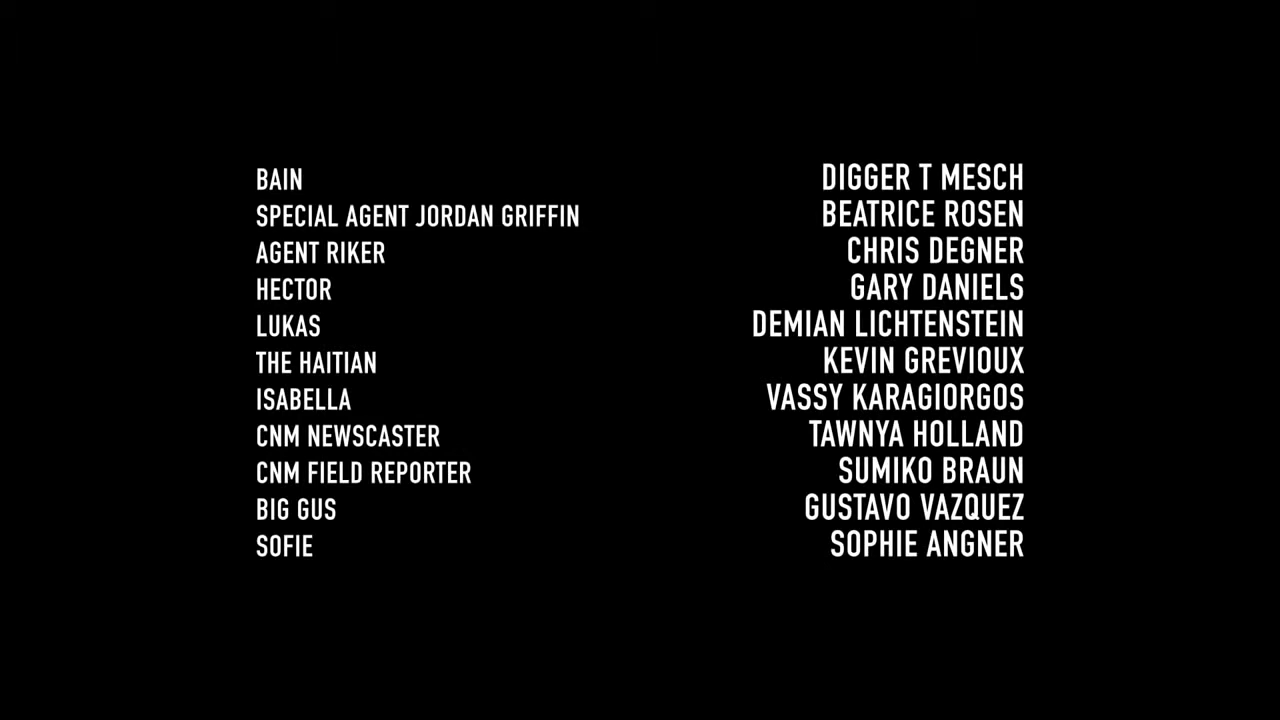 BAIN DIGGER T MESCH
SPECIAL AGENT JORDAN GRIFFIN BEATRICE ROSEN
AGENT RIKER CHRIS DEGNER
HECTOR GARY DANIELS
LUKAS DEMIAN LICHTENSTEIN
THE HAITIAN KEVIN GREVIOUX
ISABELLA VASSY KARAGIORGOS
CNM NEWSCASTER TAWNYA HOLLAND
CNM FIELD REPORTER SUMIKO BRAUN
BIG GUS GUSTAVO VAZQUEZ
SOFIE SOPHIE ANGNER